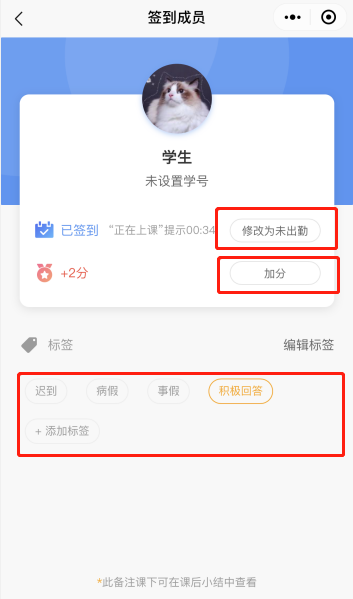 签到成员
学生
未设置学号
已签到 “正在上课”提示00:34 修改为未出勤
+2分 加分
标签 编辑标签
迟到 病假 事假 积极回答
+ 添加标签
*此备注课下可在课后小结中查看